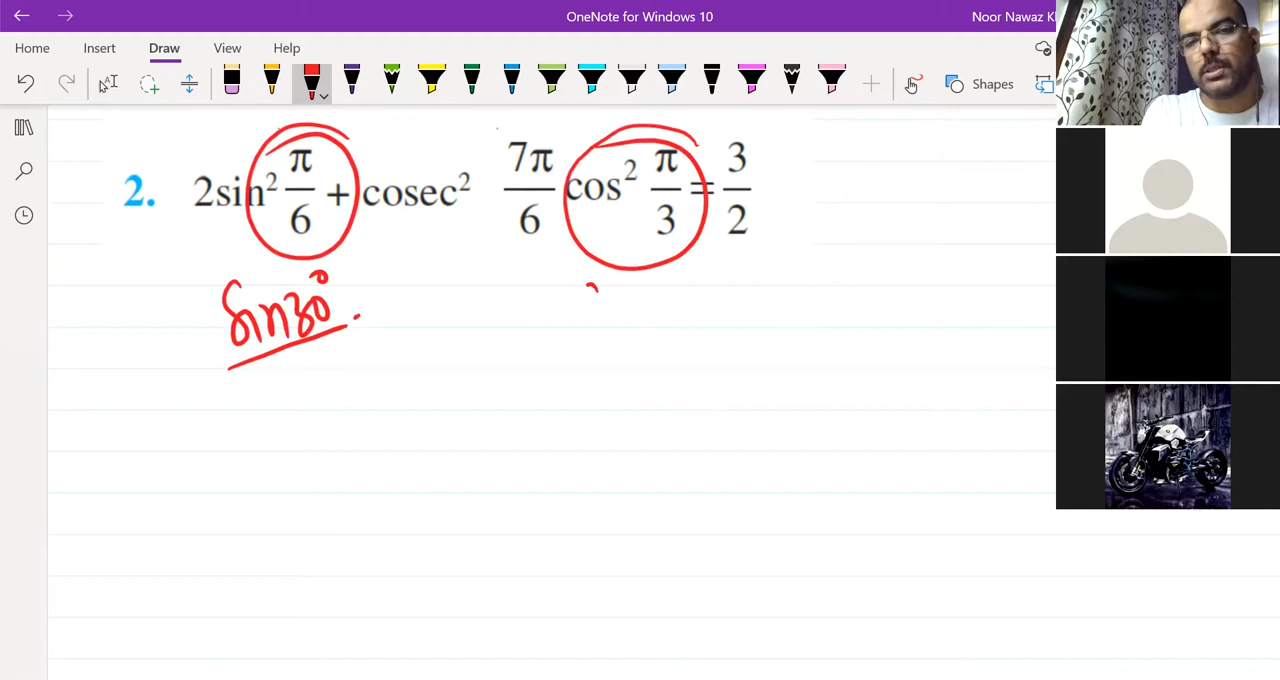 OneNote for Windows 10
Noor Nawaz Kh
Home Insert Draw View Help
Shapes
2. 2sin² π/6 + cosec² 7π/6 cos² π/3 = 3/2
Sin30°.